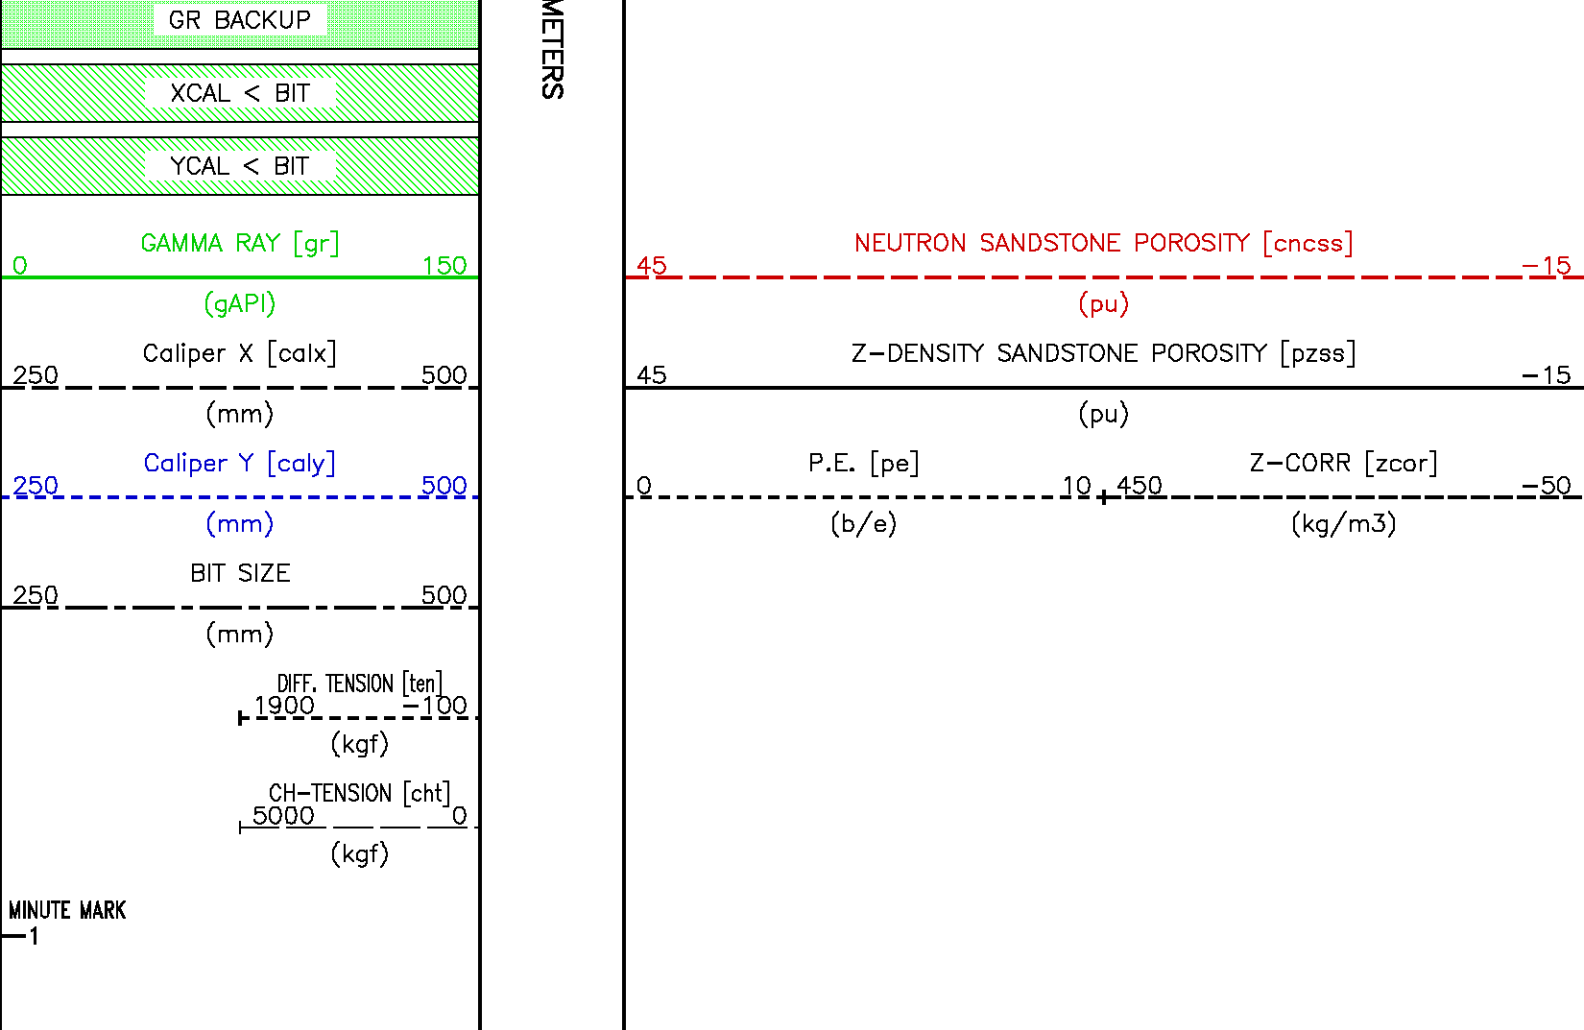 GR BACKUP
METERS
XCAL < BIT
YCAL < BIT
GAMMA RAY [gr]
0 150
(gAPI)
Caliper X [calx]
250 500
(mm)
Caliper Y [caly]
250 500
(mm)
BIT SIZE
250 500
(mm)
DIFF. TENSION [ten]
1900 -100
(kgf)
CH-TENSION [cht]
5000 0
(kgf)
MINUTE MARK
1
NEUTRON SANDSTONE POROSITY [cncss]
45 -15
(pu)
Z-DENSITY SANDSTONE POROSITY [pzss]
45 -15
(pu)
P.E. [pe]
0 10
(b/e)
Z-CORR [zcor]
450 -50
(kg/m3)